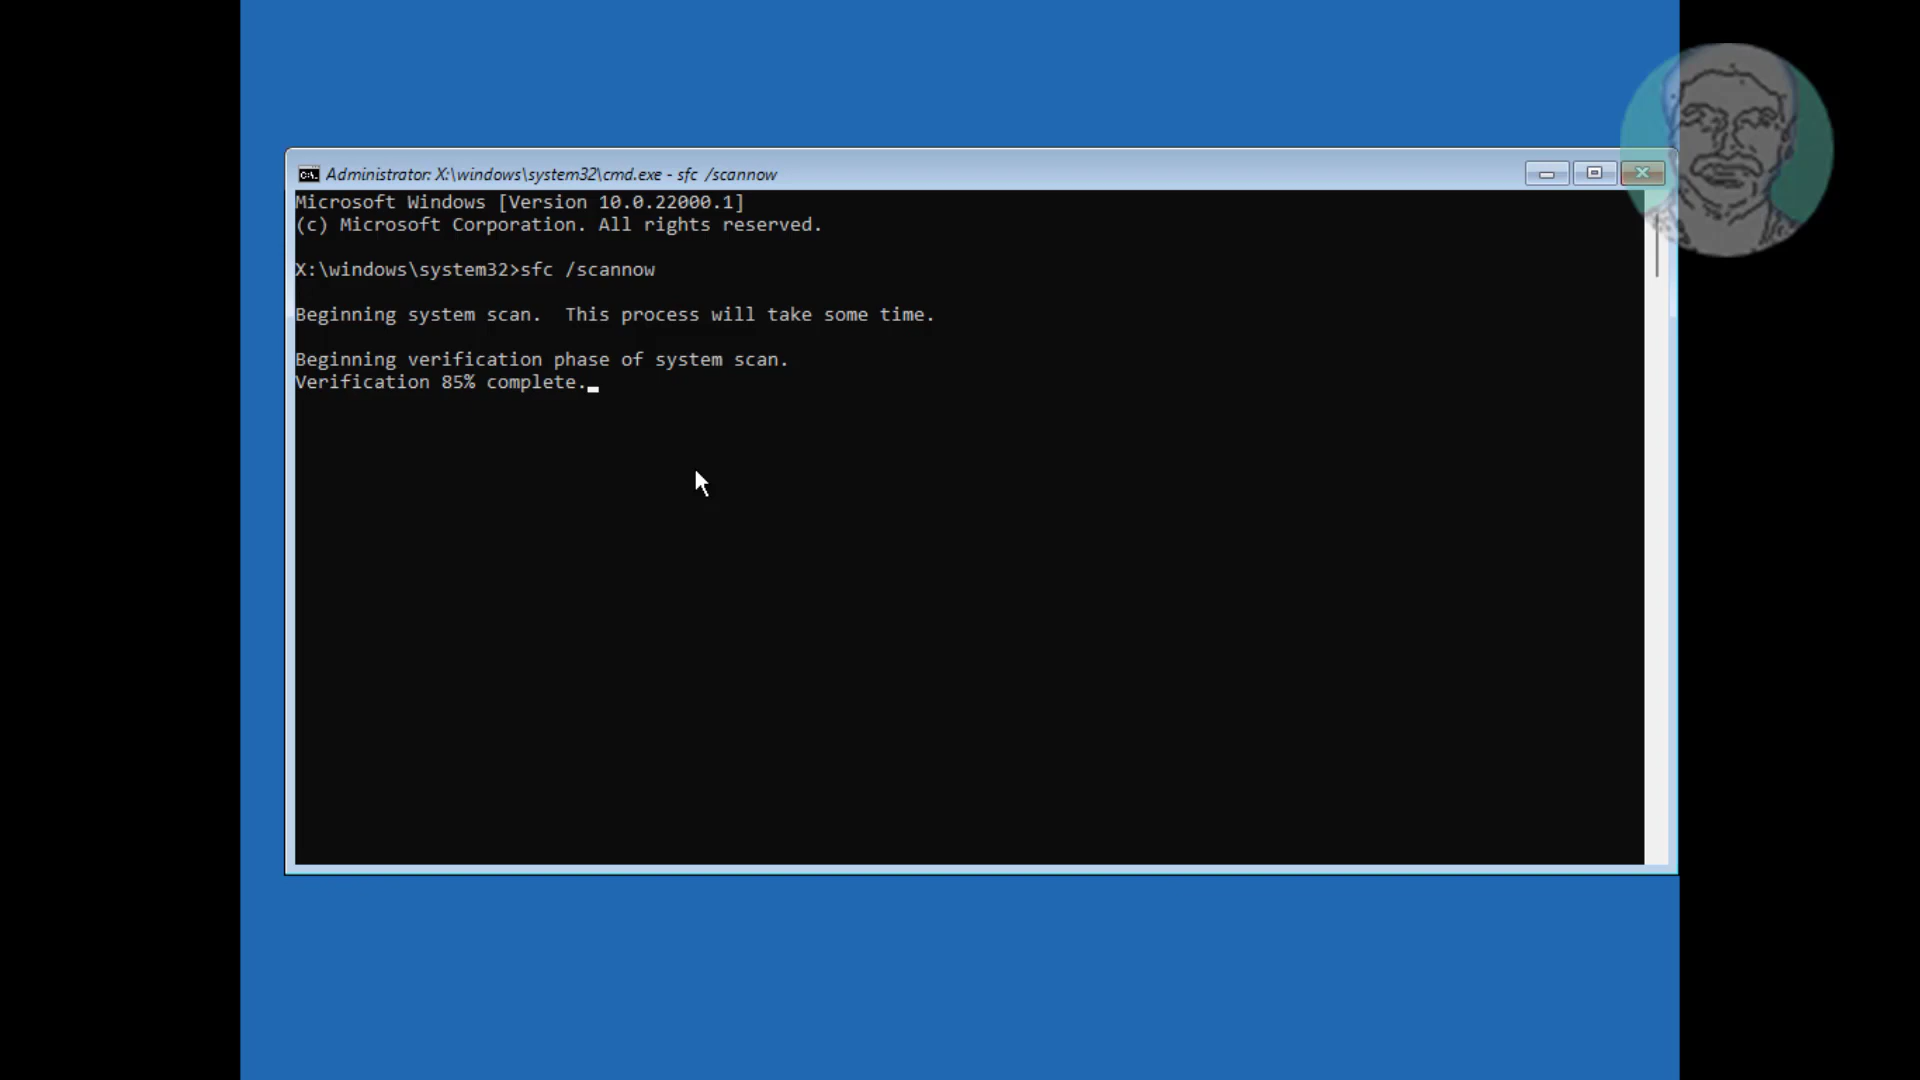 Administrator: X:\windows\system32\cmd.exe - sfc /scannow
Microsoft Windows [Version 10.0.22000.1]
(c) Microsoft Corporation. All rights reserved.
X:\windows\system32>sfc /scannow
Beginning system scan.  This process will take some time.
Beginning verification phase of system scan.
Verification 85% complete.